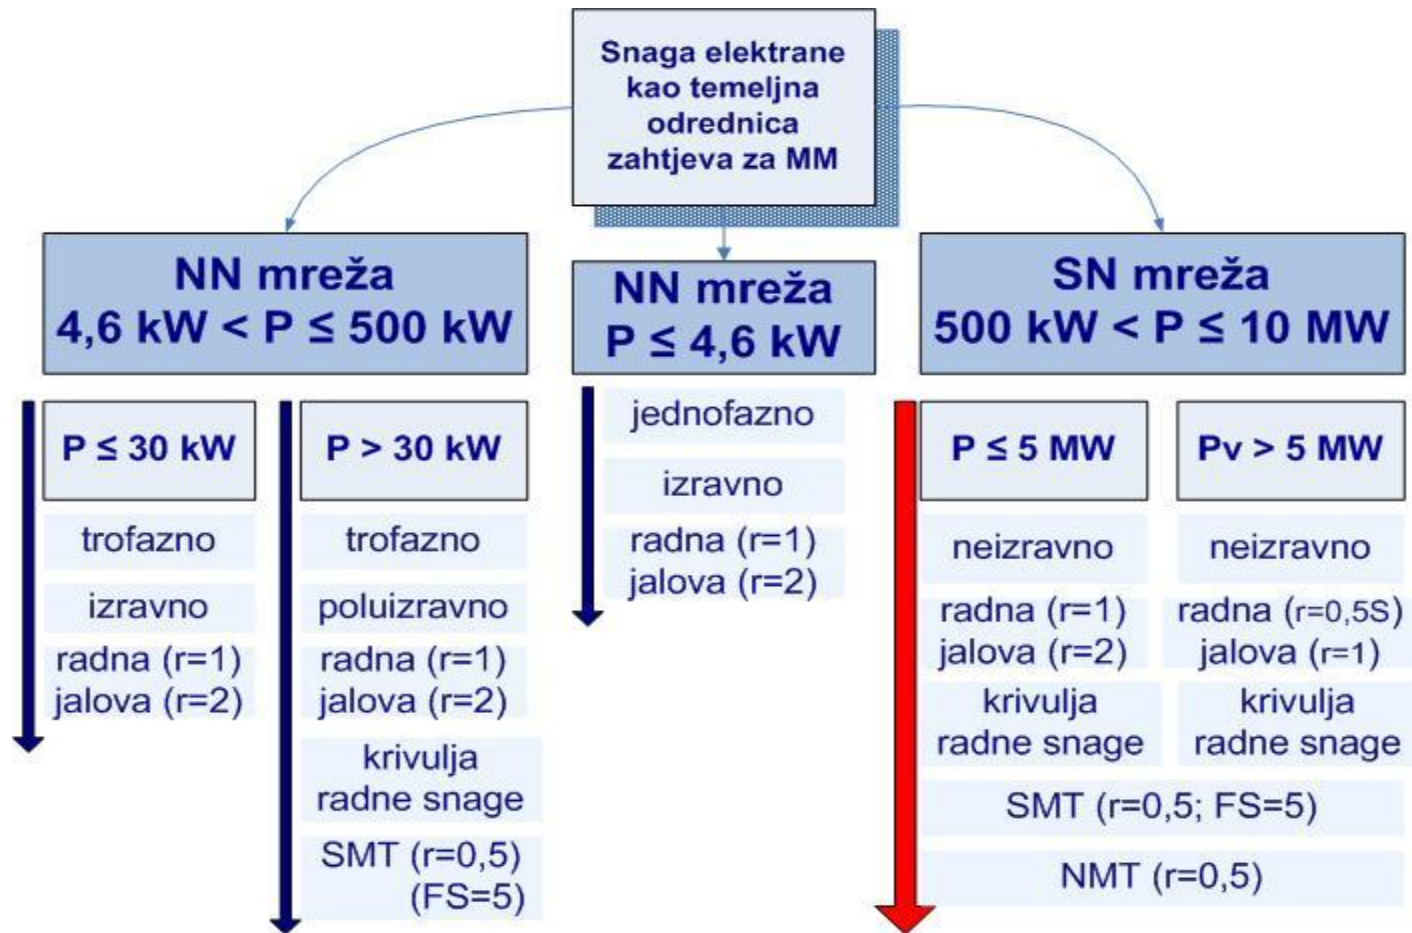 Snaga elektrane
kao temeljna
odrednica
zahtjeva za MM
NN mreža
4,6 kW < P ≤ 500 kW
P ≤ 30 kW
trofazno
izravno
radna (r=1)
jalova (r=2)
P > 30 kW
trofazno
poluizravno
radna (r=1)
jalova (r=2)
krivulja
radne snage
SMT (r=0,5)
(FS=5)
NN mreža
P ≤ 4,6 kW
jednofazno
izravno
radna (r=1)
jalova (r=2)
SN mreža
500 kW < P ≤ 10 MW
P ≤ 5 MW
neizravno
radna (r=1)
jalova (r=2)
krivulja
radne snage
Pv > 5 MW
neizravno
radna (r=0,5S)
jalova (r=1)
krivulja
radne snage
SMT (r=0,5; FS=5)
NMT (r=0,5)